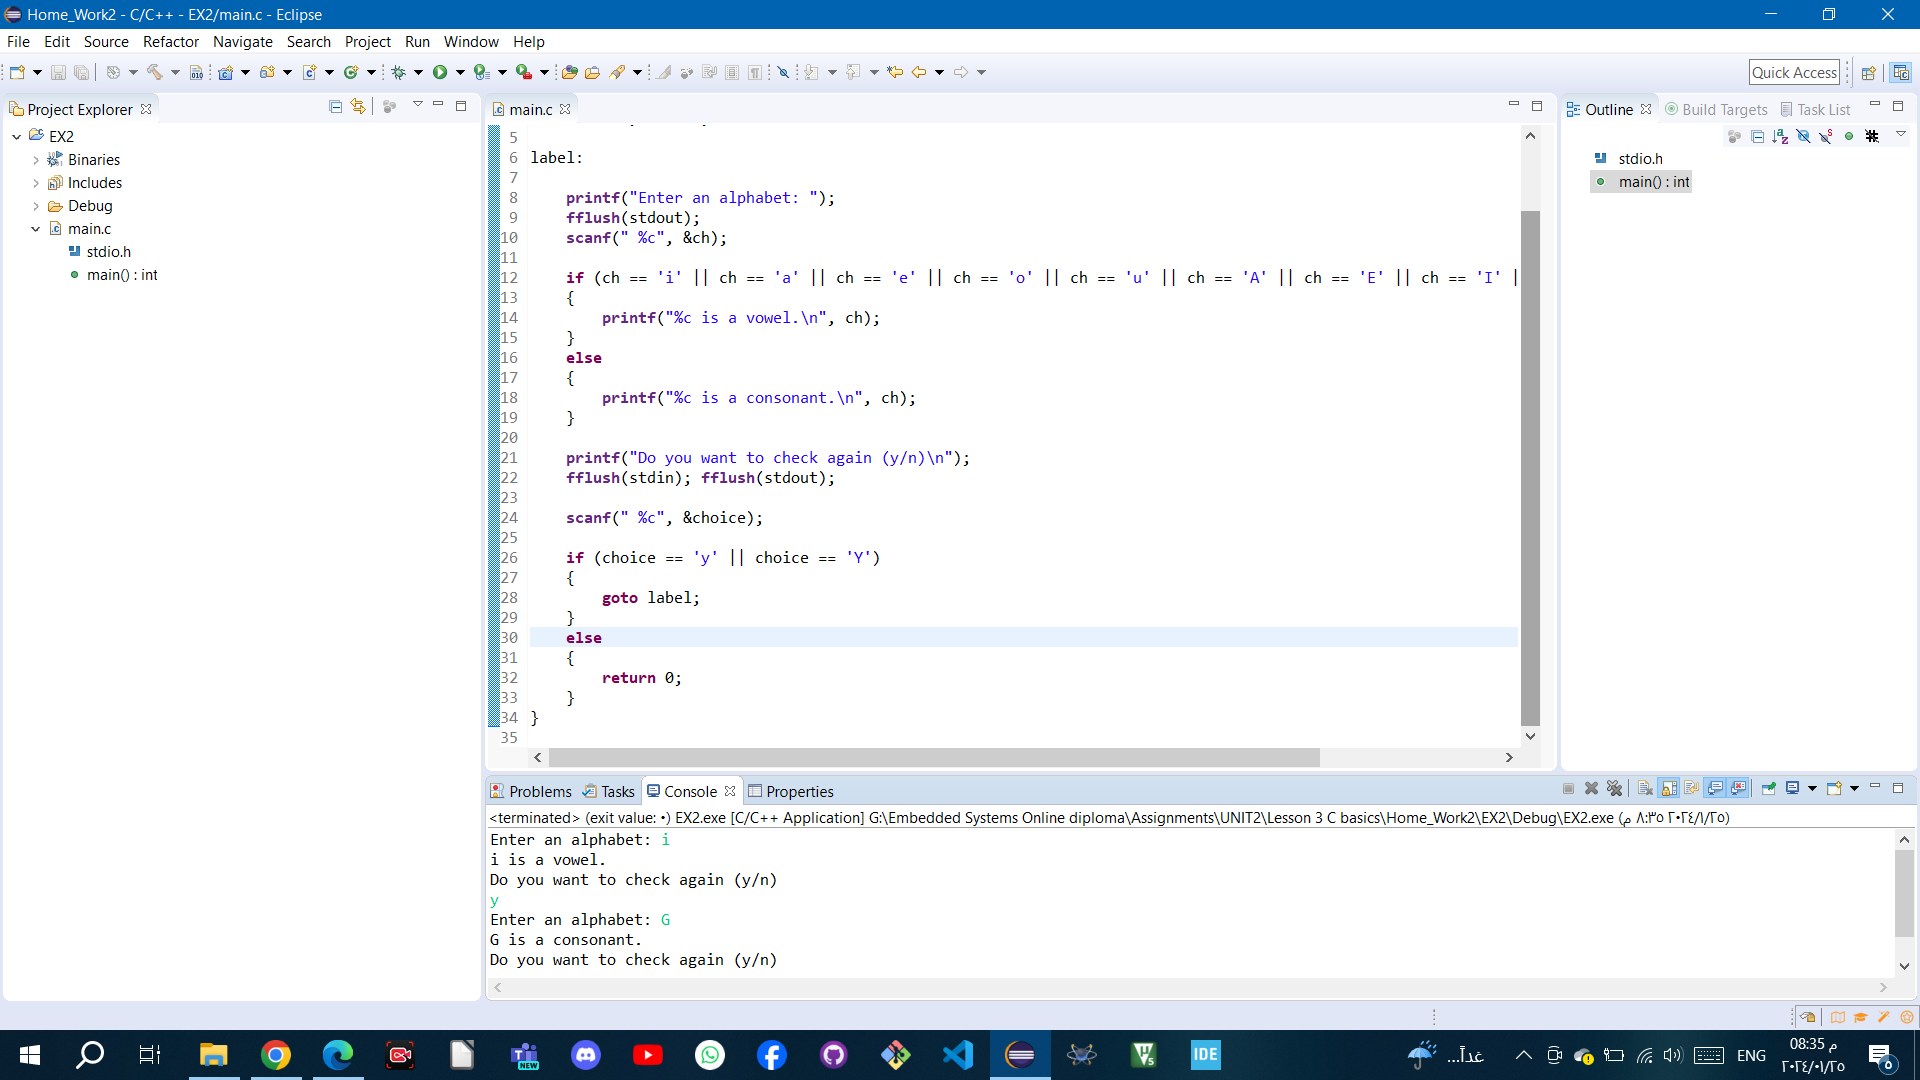 Home_Work2 - C/C++ - EX2/main.c - Eclipse
File Edit Source Refactor Navigate Search Project Run Window Help
Quick Access
Project Explorer
EX2
Binaries
Includes
Debug
main.c
stdio.h
main() : int
main.c
5
6 label:
7
8 printf("Enter an alphabet: ");
9 fflush(stdout);
10 scanf(" %c", &ch);
11
12 if (ch == 'i' || ch == 'a' || ch == 'e' || ch == 'o' || ch == 'u' || ch == 'A' || ch == 'E' || ch == 'I' |
13 {
14 printf("%c is a vowel.\n", ch);
15 }
16 else
17 {
18 printf("%c is a consonant.\n", ch);
19 }
20
21 printf("Do you want to check again (y/n)\n");
22 fflush(stdin); fflush(stdout);
23
24 scanf(" %c", &choice);
25
26 if (choice == 'y' || choice == 'Y')
27 {
28 goto label;
29 }
30 else
31 {
32 return 0;
33 }
34 }
35
Outline Build Targets Task List
stdio.h
main() : int
Problems Tasks Console Properties
<terminated> (exit value: ٠) EX2.exe [C/C++ Application] G:\Embedded Systems Online diploma\Assignments\UNIT2\Lesson 3 C basics\Home_Work2\EX2\Debug\EX2.exe (٢٠٢٤/١/٢٥ ٨:٣٥ م)
Enter an alphabet: i
i is a vowel.
Do you want to check again (y/n)
y
Enter an alphabet: G
G is a consonant.
Do you want to check again (y/n)
NEW
IDE
غداً...
ENG
08:35 م
٢٠٢٤/٠١/٢٥
٥